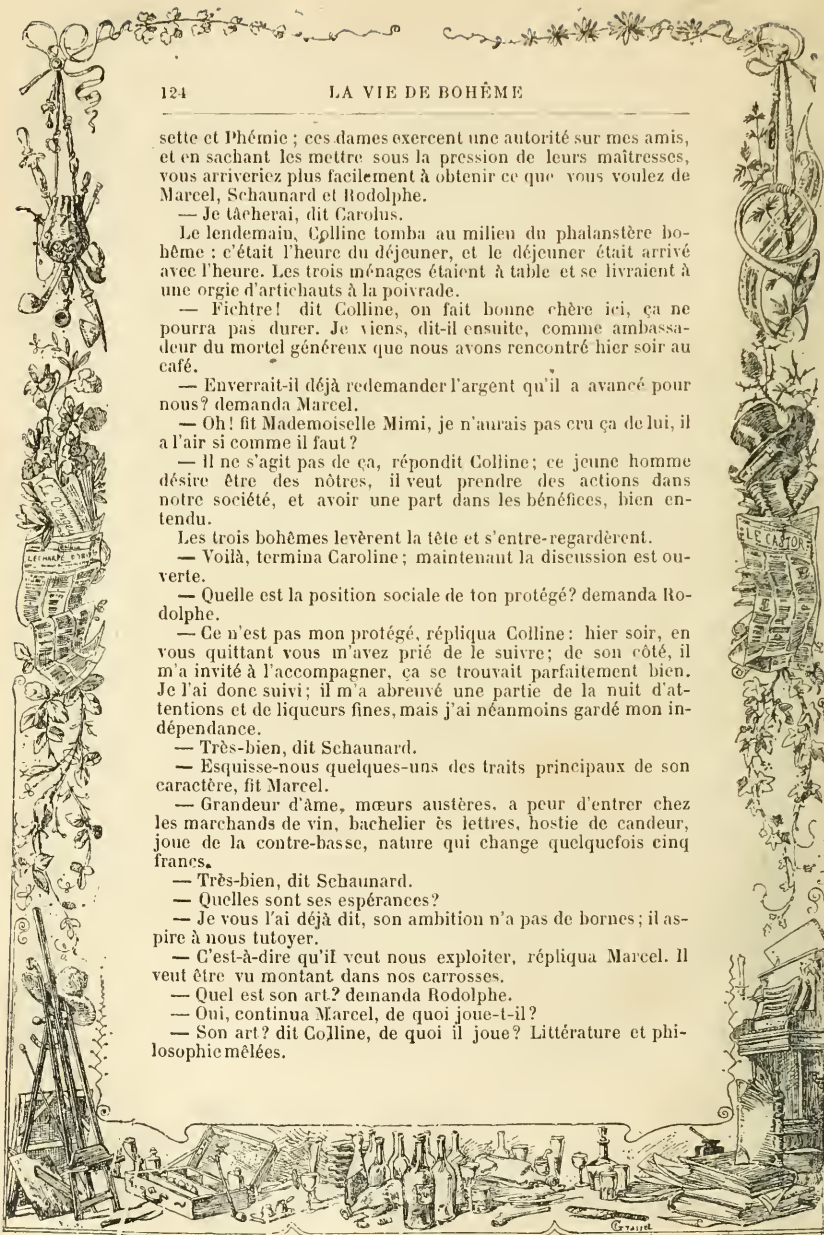 124 LA VIE DE BOHÊME
sette et Phémie ; ces dames exercent une autorité sur mes amis,
et en sachant les mettre sous la pression de leurs maîtresses,
vous arriveriez plus facilement à obtenir ce que vous voulez de
Marcel, Schaunard et Rodolphe.
— Je tâcherai, dit Carolus.
Le lendemain, Colline tomba au milieu du phalanstère bo-
hême : c'était l'heure du déjeuner, et le déjeuner était arrivé
avec l'heure. Les trois ménages étaient à table et se livraient à
une orgie d'artichauts à la poivrade.
— Fichtre! dit Colline, on fait bonne chère ici, ça ne
pourra pas durer. Je viens, dit-il ensuite, comme ambassa-
deur du mortel généreux que nous avons rencontré hier soir au
café.
— Enverrait-il déjà redemander l'argent qu'il a avancé pour
nous? demanda Marcel.
— Oh! fit Mademoiselle Mimi, je n'aurais pas cru ça de lui, il
a l'air si comme il faut?
— Il ne s'agit pas de ça, répondit Colline; ce jeune homme
désire être des nôtres, il veut prendre des actions dans
notre société, et avoir une part dans les bénéfices, bien en-
tendu.
Les trois bohêmes levèrent la tête et s'entre-regardèrent.
— Voilà, termina Caroline; maintenant la discussion est ou-
verte.
— Quelle est la position sociale de ton protégé? demanda Ro-
dolphe.
— Ce n'est pas mon protégé, répliqua Colline: hier soir, en
vous quittant vous m'avez prié de le suivre; de son côté, il
m'a invité à l'accompagner, ça se trouvait parfaitement bien.
Je l'ai donc suivi; il m'a abreuvé une partie de la nuit d'at-
tentions et de liqueurs fines, mais j'ai néanmoins gardé mon in-
dépendance.
— Très-bien, dit Schaunard.
— Esquisse-nous quelques-uns des traits principaux de son
caractère, fit Marcel.
— Grandeur d'âme, mœurs austères, a peur d'entrer chez
les marchands de vin, bachelier ès lettres, hostie de candeur,
joue de la contre-basse, nature qui change quelquefois cinq
francs.
— Très-bien, dit Schaunard.
— Quelles sont ses espérances?
— Je vous l'ai déjà dit, son ambition n'a pas de bornes; il as-
pire à nous tutoyer.
— C'est-à-dire qu'il veut nous exploiter, répliqua Marcel. Il
veut être vu montant dans nos carrosses.
— Quel est son art? demanda Rodolphe.
— Oui, continua Marcel, de quoi joue-t-il?
— Son art? dit Colline, de quoi il joue? Littérature et phi-
losophie mêlées.
L'ECHARPE D'IRIS
LE CASTOR
Grasset